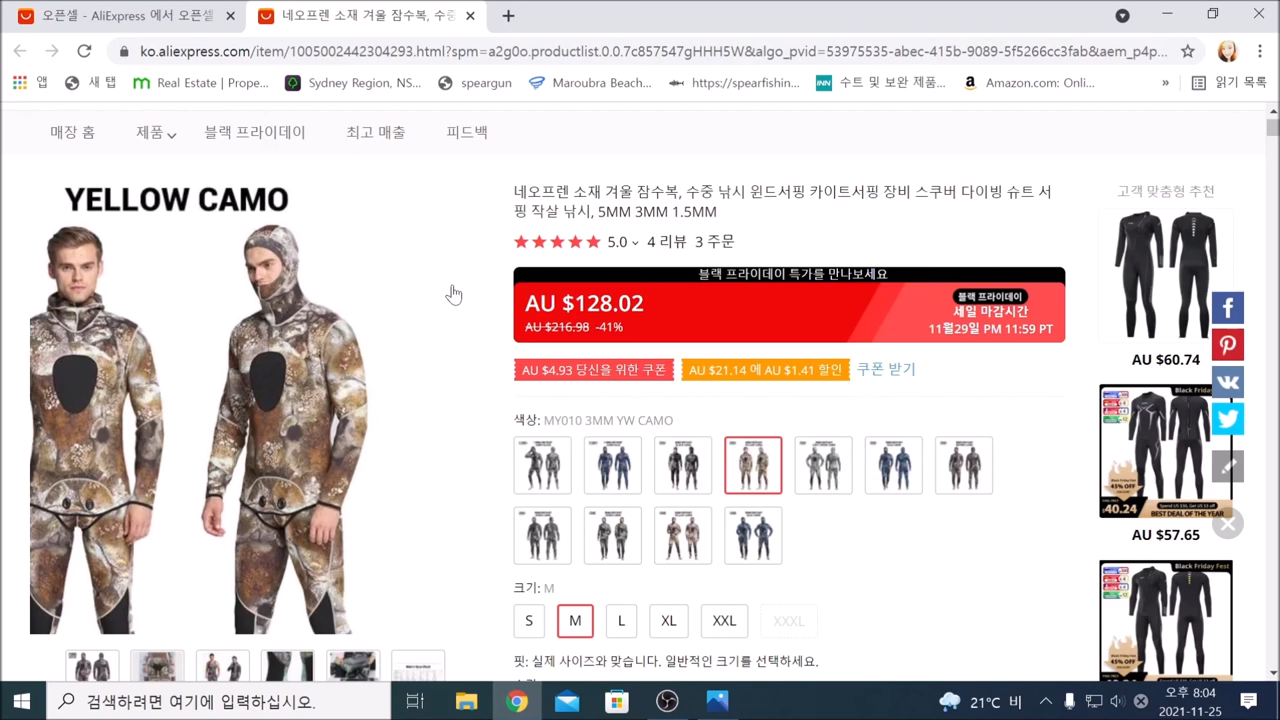 오픈셀 - AliExpress 에서 오픈셀
네오프렌 소재 겨울 잠수복, 수중
ko.aliexpress.com/item/1005002442304293.html?spm=a2g0o.productlist.0.0.7c857547gHHH5W&algo_pvid=53975535-abec-415b-9089-5f5266cc3fab&aem_p4p...
앱 새 탭 Real Estate | Prope... Sydney Region, NS... speargun Maroubra Beach... https://spearfishin... 수트 및 보완 제품... Amazon.com: Onli... » 읽기 목록
매장 홈 제품 블랙 프라이데이 최고 매출 피드백
YELLOW CAMO
네오프렌 소재 겨울 잠수복, 수중 낚시 윈드서핑 카이트서핑 장비 스쿠버 다이빙 슈트 서
핑 작살 낚시, 5MM 3MM 1.5MM
5.0 4 리뷰 3 주문
블랙 프라이데이 특가를 만나보세요
AU $128.02
AU $216.98 -41%
블랙 프라이데이
세일 마감시간
11월29일 PM 11:59 PT
AU $4.93 당신을 위한 쿠폰 AU $21.14 에 AU $1.41 할인 쿠폰 받기
색상: MY010 3MM YW CAMO
크기: M
S M L XL XXL XXXL
핏: 실제 사이즈와 맞습니다. 일반적인 크기를 선택하세요.
고객 맞춤형 추천
AU $60.74
Black Friday
45% OFF
$40.24
BEST DEAL OF THE YEAR
AU $57.65
Black Friday Fest
검색하려면 여기에 입력하십시오.
21°C 비
오후 8:04
2021-11-25